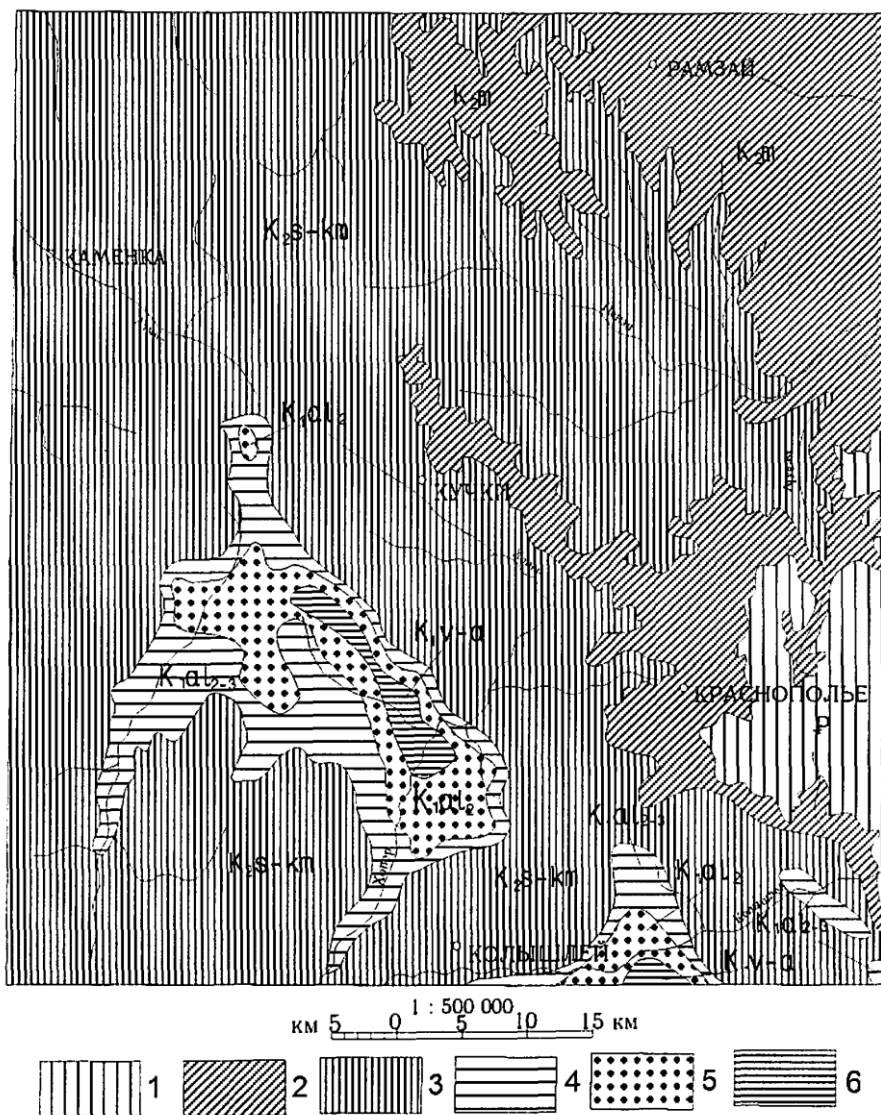 РАМЗАЙ
K₂m
K₂m
K₂s-km
КАМЕНКА
K₁al₂
КУЧКИ
K₁v-a
K₁al₂₋₃
КРАСНОПОЛЬЕ
P
K₁al₂
K₁al₂₋₃
K₂s-km
Хопер
K₂s-km
K₁al₂
K₁al₂₋₃
КОЛЫШЛЕЙ
K₁v-a
1 : 500 000
км 5 0 5 10 15 км
1 2 3 4 5 6